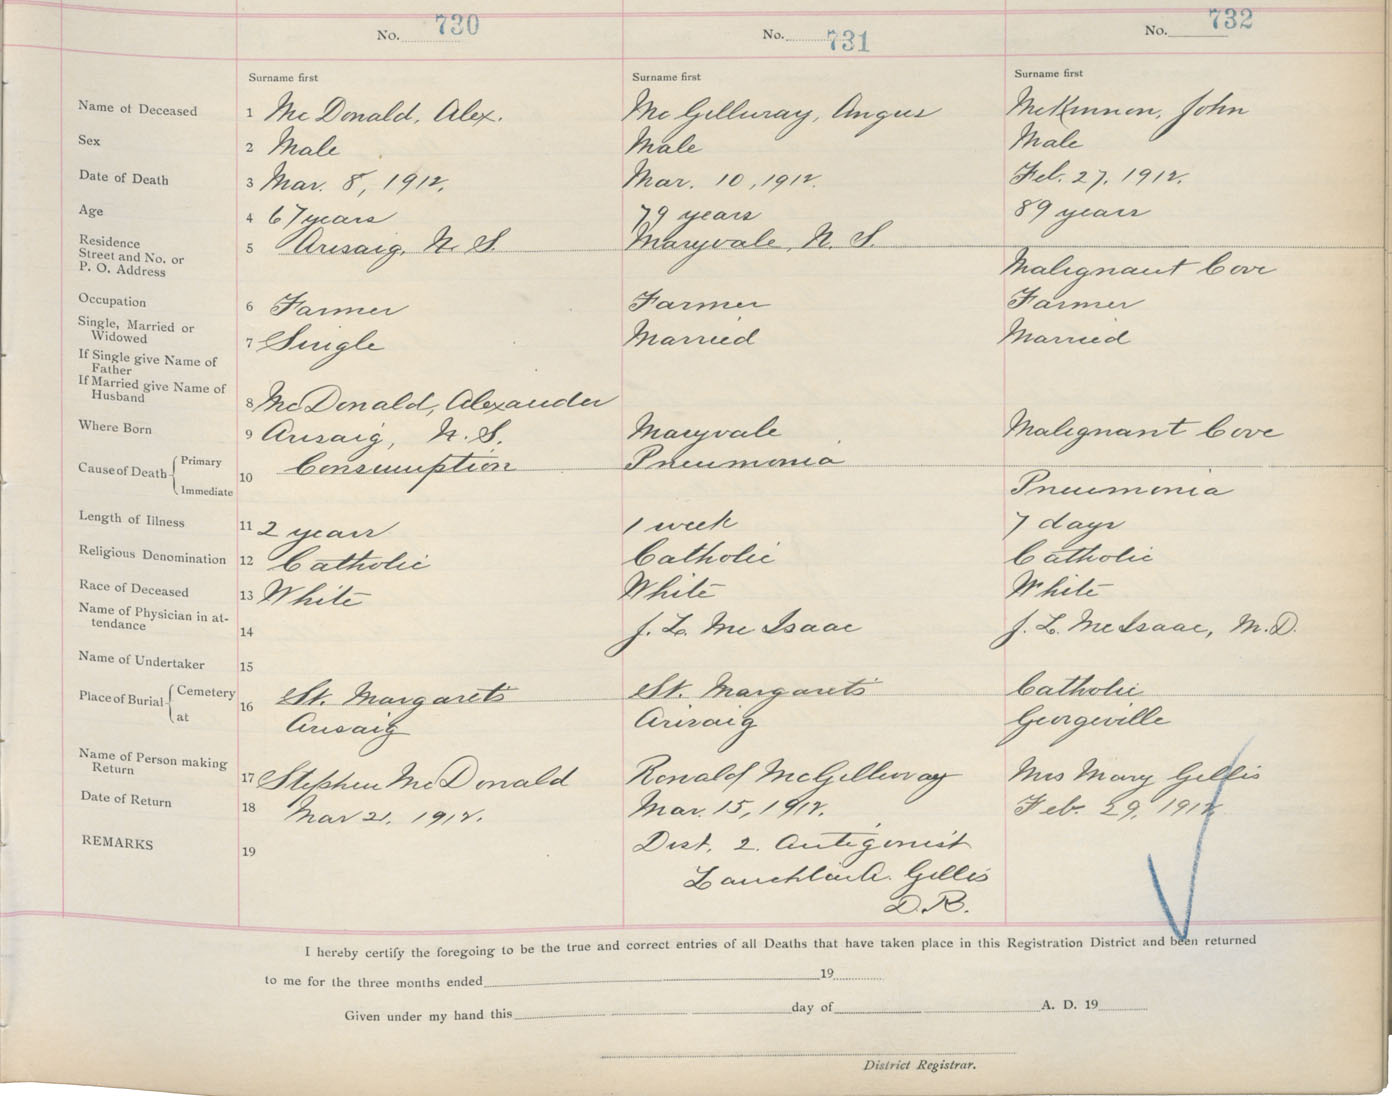 No. 730 No. 731 No. 732
Surname first Surname first Surname first
Name of Deceased 1 McDonald, Alex. McGillivray, Angus McKinnon, John
Sex 2 Male Male Male
Date of Death 3 Mar. 8, 1912. Mar. 10, 1912. Feb. 27, 1912.
Age 4 67 years 79 years 89 years
Residence
Street and No. or 5 Arisaig, N. S. Maryvale, N. S.
P. O. Address Malignant Cove
Occupation 6 Farmer Farmer Farmer
Single, Married or
Widowed 7 Single Married Married
If Single give Name of
Father
If Married give Name of
Husband 8 McDonald, Alexander
Where Born 9 Arisaig, N. S. Maryvale Malignant Cove
Cause of Death Primary Consumption Pneumonia
Immediate 10 Pneumonia
Length of Illness 11 2 years 1 week 7 days
Religious Denomination 12 Catholic Catholic Catholic
Race of Deceased 13 White White White
Name of Physician in at-
tendance 14 J. L. McIsaac J. L. McIsaac, M.D.
Name of Undertaker 15
Place of Burial Cemetery 16 St. Margaret's St. Margaret's Catholic
at Arisaig Arisaig Georgeville
Name of Person making
Return 17 Stephen McDonald Ronald McGillivray Mrs Mary Gillis
Date of Return 18 Mar 21, 1912. Mar. 15, 1912. Feb. 29, 1912
REMARKS 19 Dist. 2. Antigonish
Lauchlin A. Gillis
D.R.
I hereby certify the foregoing to be the true and correct entries of all Deaths that have taken place in this Registration District and been returned
to me for the three months ended 19
Given under my hand this day of A. D. 19
District Registrar.